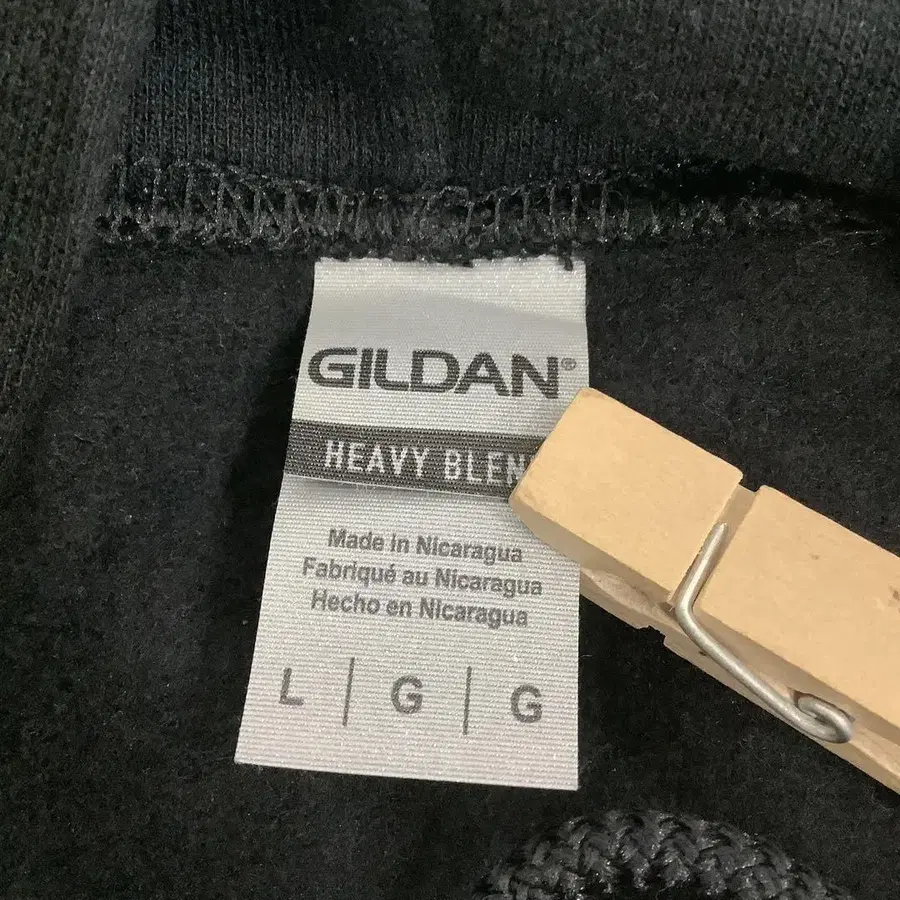 GILDAN®
HEAVY BLEN
Made in Nicaragua
Fabriqué au Nicaragua
Hecho en Nicaragua
L | G | G